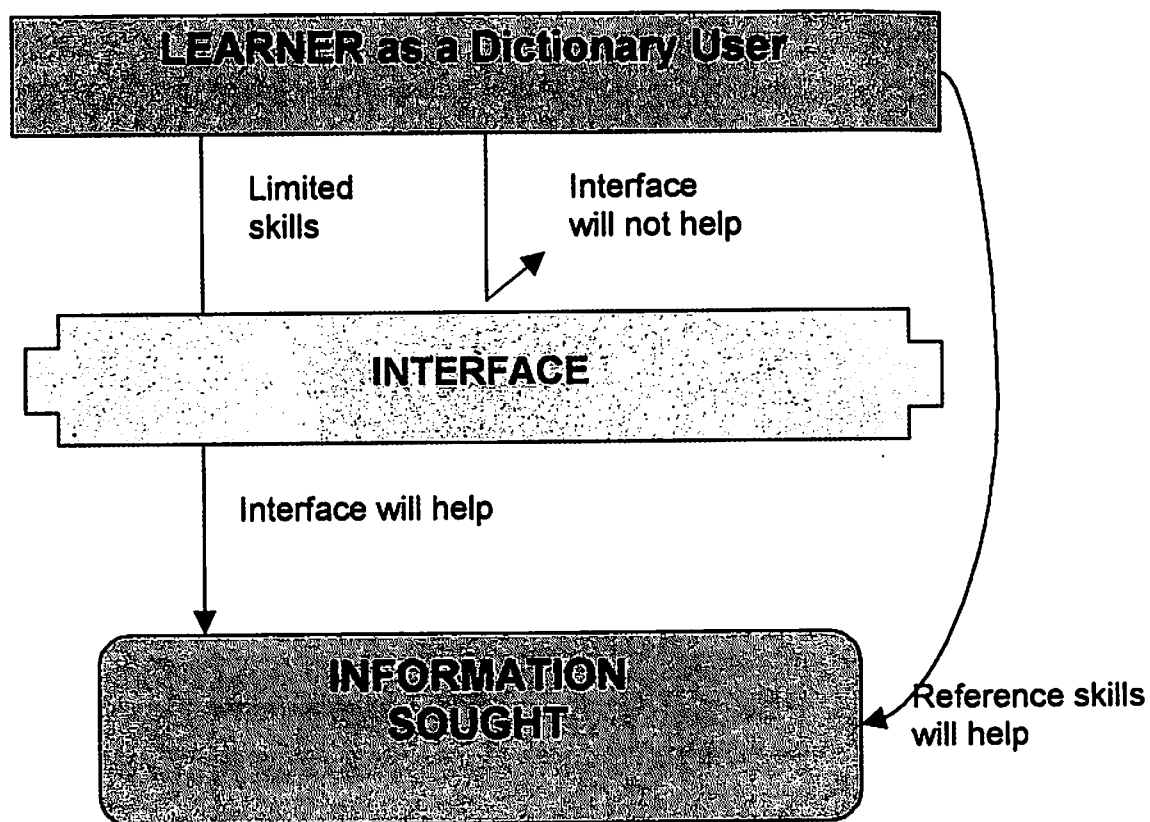 LEARNER as a Dictionary User
Limited
skills
Interface
will not help
INTERFACE
Interface will help
INFORMATION
SOUGHT
Reference skills
will help